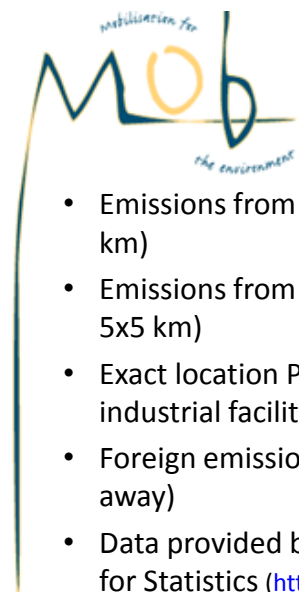 mobilisation for
Mob
the environment
• Emissions from
km)
• Emissions from
5x5 km)
• Exact location P
industrial facilit
• Foreign emissio
away)
• Data provided b
for Statistics (htt